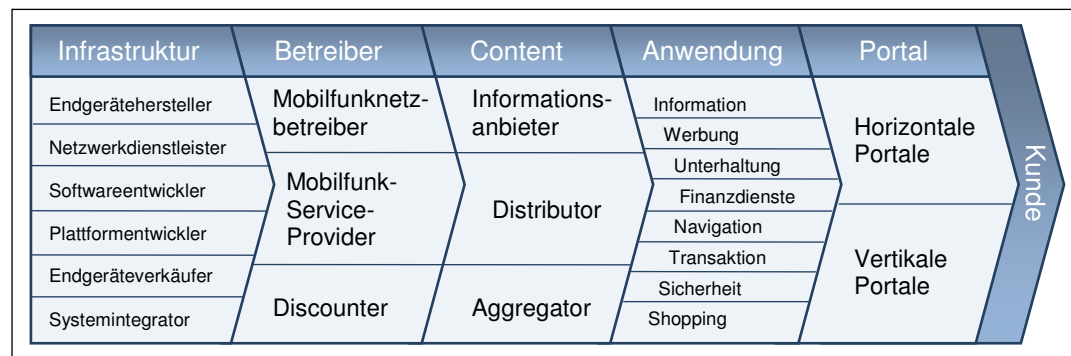 Infrastruktur
Betreiber
Content
Anwendung
Portal
Endgerätehersteller
Netzwerkdienstleister
Softwareentwickler
Plattformentwickler
Endgeräteverkäufer
Systemintegrator
Mobilfunknetz-
betreiber
Mobilfunk-
Service-
Provider
Discounter
Informations-
anbieter
Distributor
Aggregator
Information
Werbung
Unterhaltung
Finanzdienste
Navigation
Transaktion
Sicherheit
Shopping
Horizontale
Portale
Vertikale
Portale
Kunde